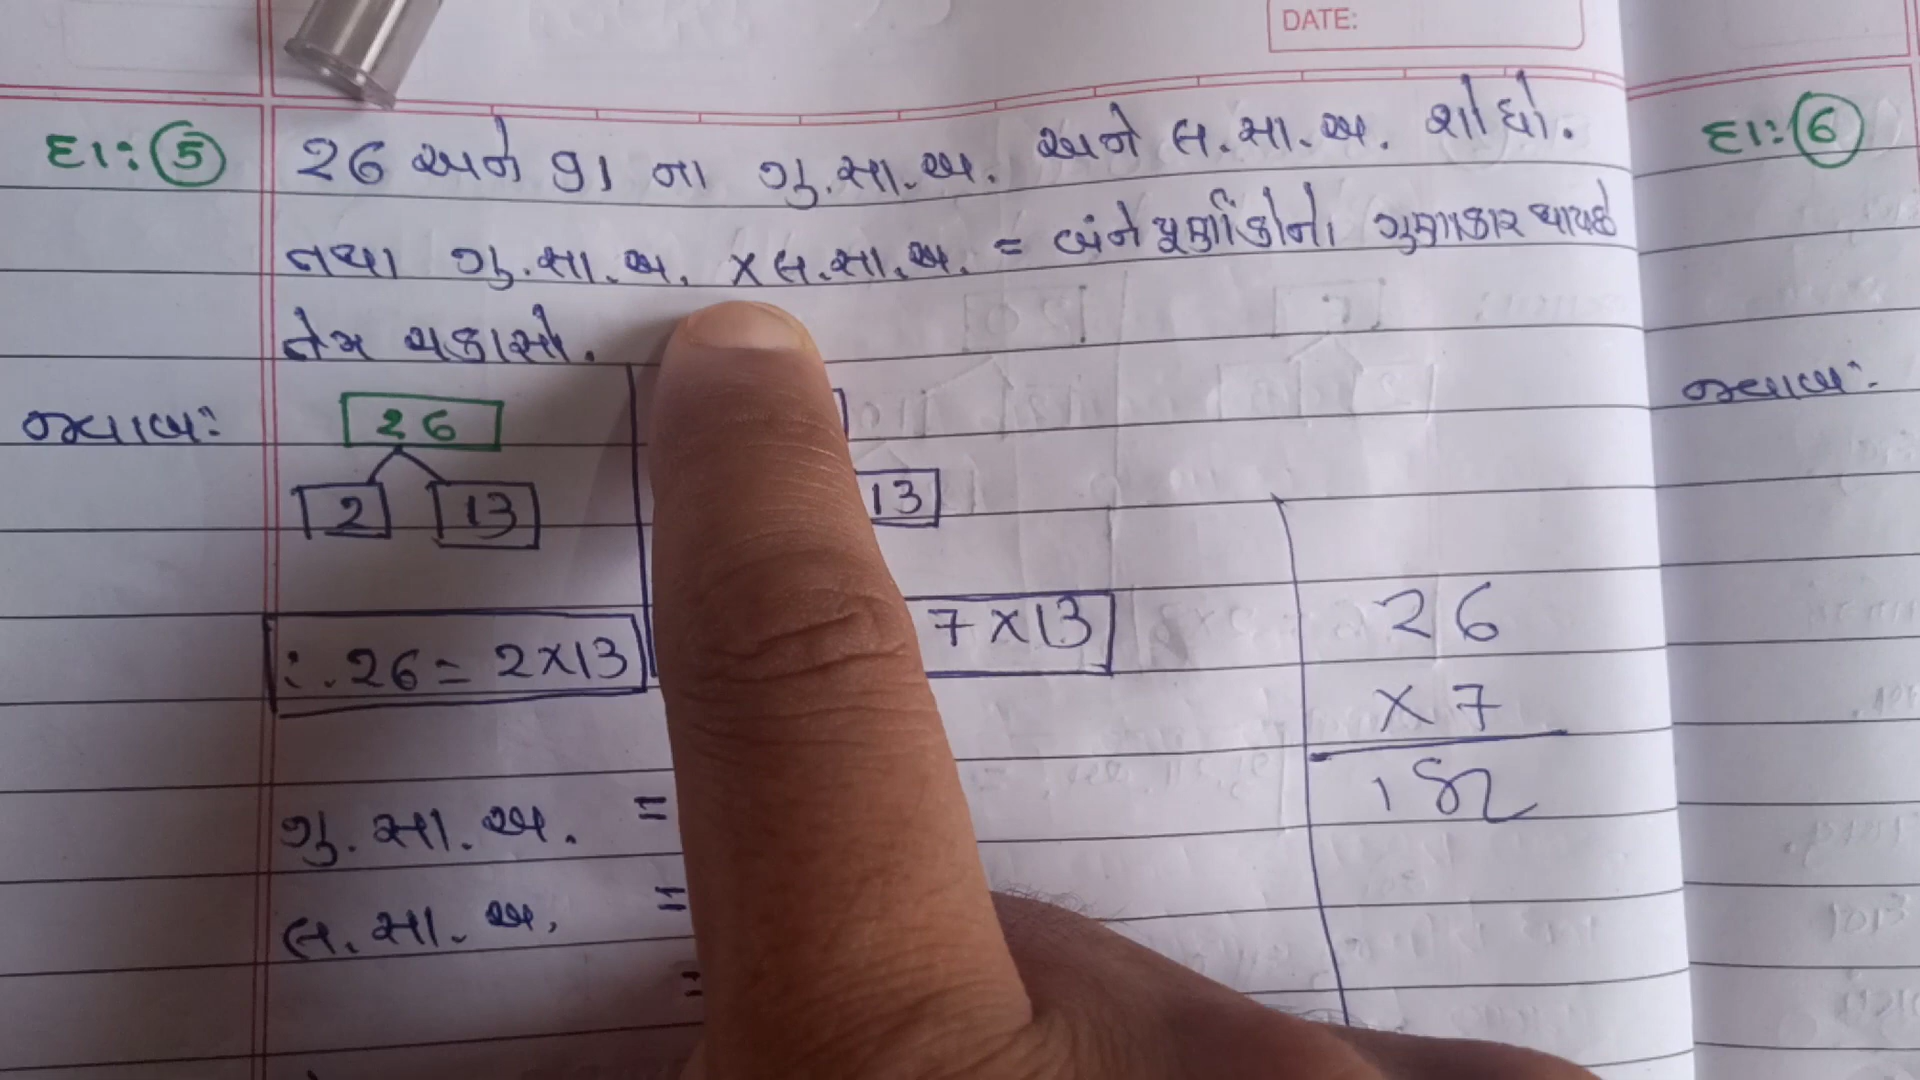 DATE:
દા: 5 26 અને 91 ના ગુ.સા.અ. અને લ.સા.અ. શોધો.
તથા ગુ.સા.અ. × લ.સા.અ. = બંને પૂર્ણાંકોનો ગુણાકાર થાય છે
તેમ ચકાસો.
જવાબ: 26
2 13
13
∴ 26 = 2×13
7×13
26
×7
182
ગુ.સા.અ. =
લ.સા.અ. =
=
દા: 6
જવાબ: